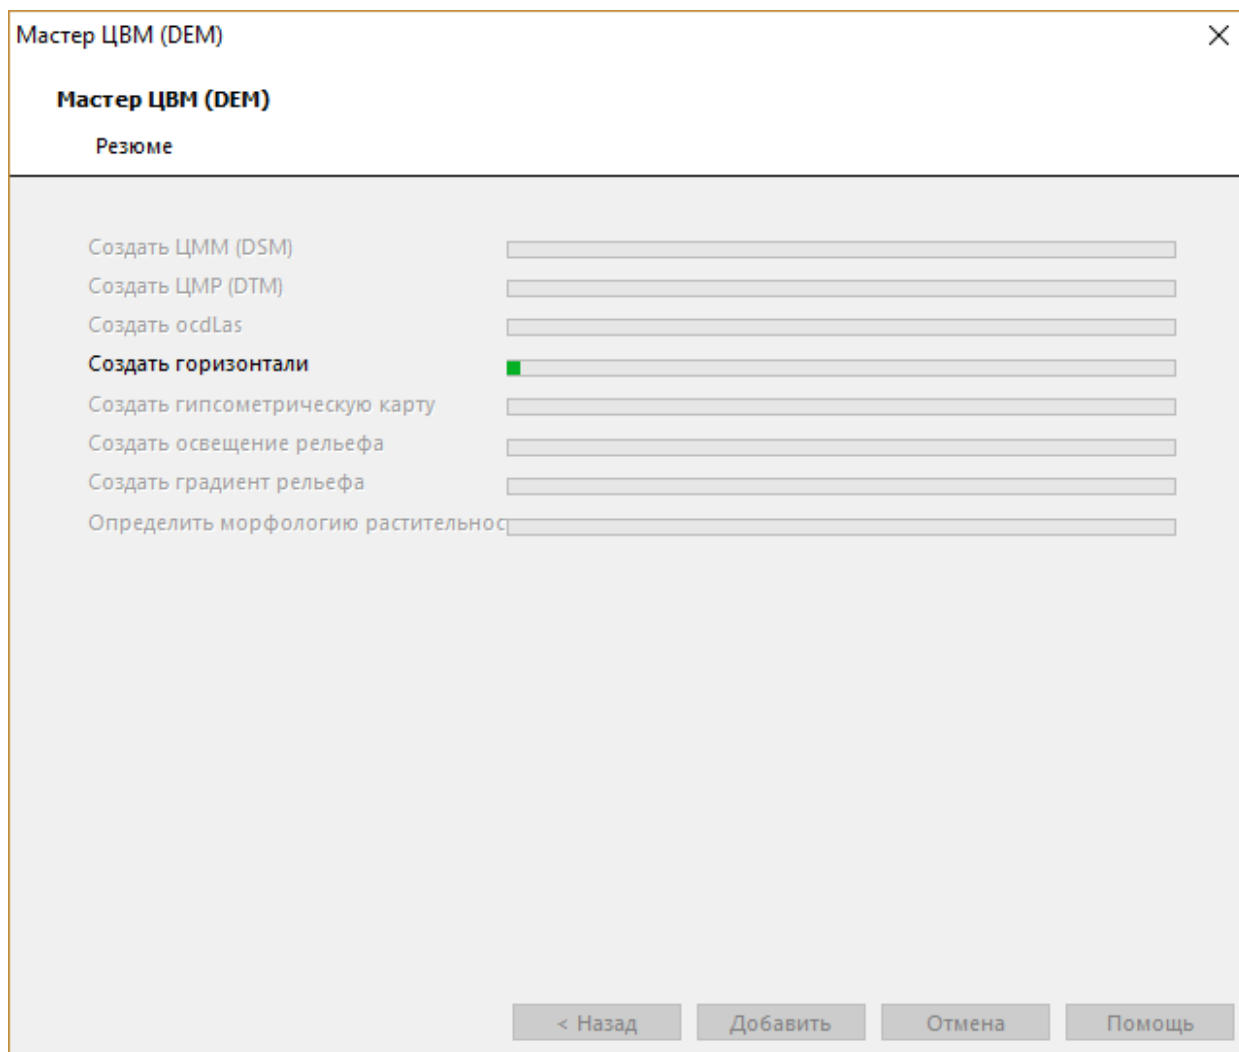 Мастер ЦВМ (DEM)
Мастер ЦВМ (DEM)
Резюме
Создать ЦММ (DSM)
Создать ЦМР (DTM)
Создать ocdLas
Создать горизонтали
Создать гипсометрическую карту
Создать освещение рельефа
Создать градиент рельефа
Определить морфологию растительнос
< Назад Добавить Отмена Помощь